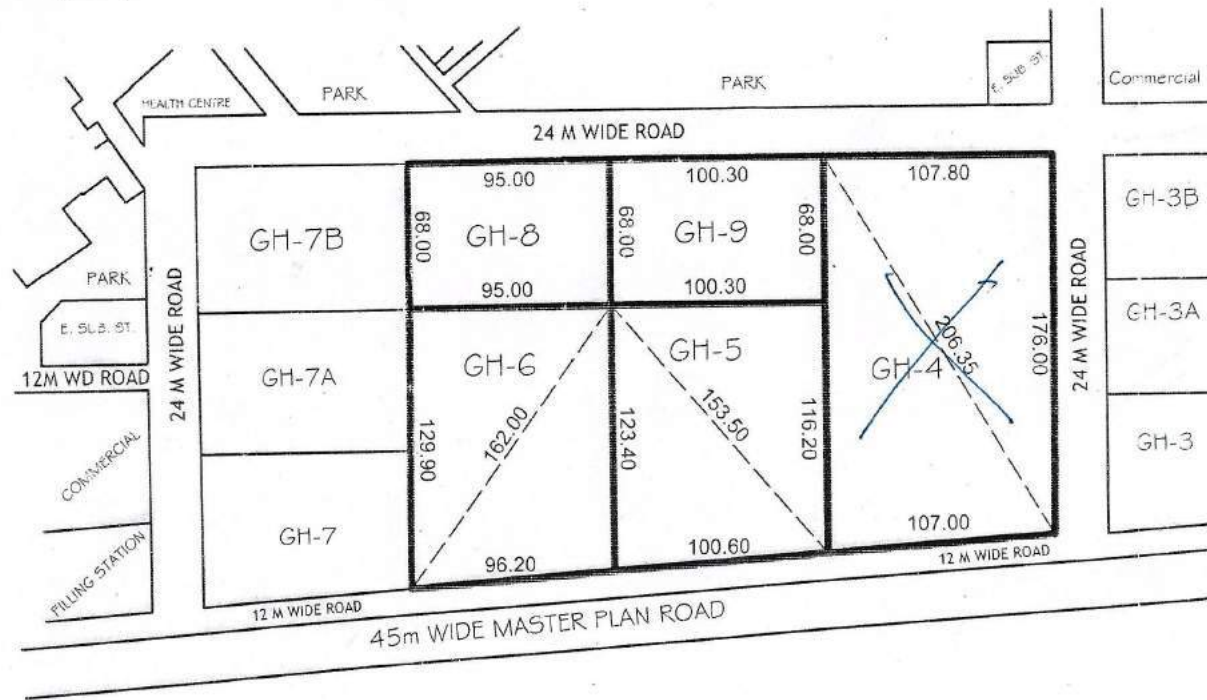 HEALTH CENTRE
PARK
PARK
E. SUB ST.
Commercial
24 M WIDE ROAD
95.00
100.30
107.80
GH-7B
68.00
GH-8
68.00
GH-9
68.00
GH-3B
PARK
95.00
100.30
E. SUB. ST.
24 M WIDE ROAD
GH-6
GH-5
206.35
176.00
24 M WIDE ROAD
GH-3A
12M WD ROAD
GH-7A
GH-4
162.00
153.50
129.90
123.40
116.20
COMMERCIAL
GH-3
GH-7
96.20
100.60
107.00
FILLING STATION
12 M WIDE ROAD
12 M WIDE ROAD
45m WIDE MASTER PLAN ROAD